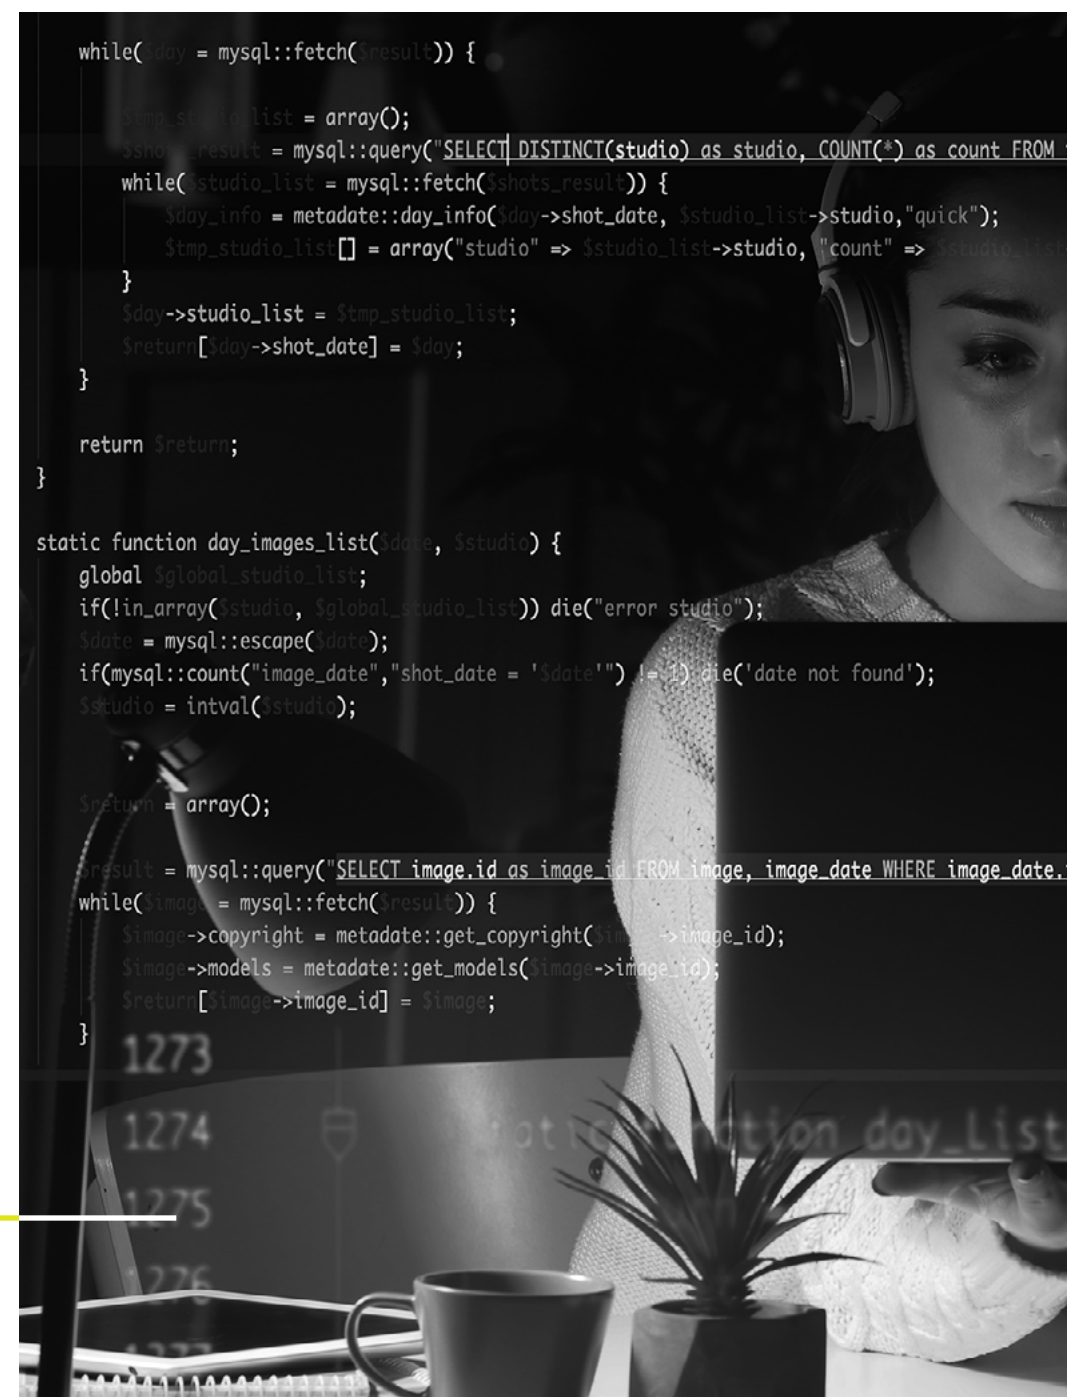 while($day = mysql::fetch($result)) {
$tmp_studio_list = array();
$shots_result = mysql::query("SELECT DISTINCT(studio) as studio, COUNT(*) as count FROM
while($studio_list = mysql::fetch($shots_result)) {
$day_info = metadate::day_info($day->shot_date, $studio_list->studio,"quick");
$tmp_studio_list[] = array("studio" => $studio_list->studio, "count" => $studio_list
}
$day->studio_list = $tmp_studio_list;
$return[$day->shot_date] = $day;
}
return $return;
}
static function day_images_list($date, $studio) {
global $global_studio_list;
if(!in_array($studio, $global_studio_list)) die("error studio");
$date = mysql::escape($date);
if(mysql::count("image_date","shot_date = '$date'") != 1) die('date not found');
$studio = intval($studio);
$return = array();
$result = mysql::query("SELECT image.id as image_id FROM image, image_date WHERE image_date.
while($image = mysql::fetch($result)) {
$image->copyright = metadate::get_copyright($image->image_id);
$image->models = metadate::get_models($image->image_id);
$return[$image->image_id] = $image;
}
1273
1274 static function day_List
1275
1276
1277